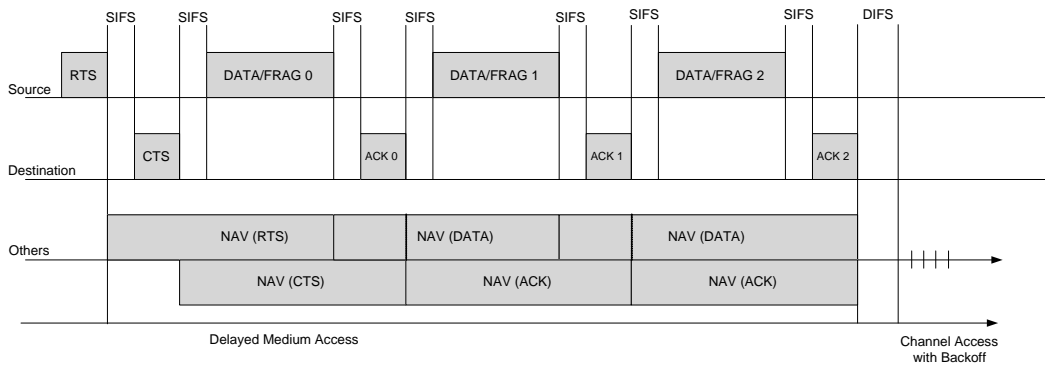 SIFS SIFS SIFS SIFS SIFS SIFS SIFS DIFS
RTS DATA/FRAG 0 DATA/FRAG 1 DATA/FRAG 2
Source
CTS ACK 0 ACK 1 ACK 2
Destination
NAV (RTS) NAV (DATA) NAV (DATA)
Others
NAV (CTS) NAV (ACK) NAV (ACK)
Delayed Medium Access
Channel Access
with Backoff